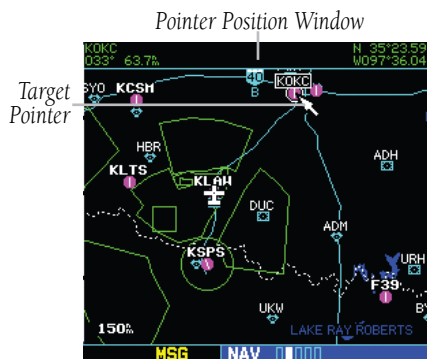 Pointer Position Window
KOKC
033° 63.7㎚
N 35°23.59
W097°36.04
Target
Pointer
40
KOKC
SYO
KCSM
B
HBR
ADH
KLTS
KLAW
DUC
ADM
KSPS
URH
F39
UKW
BY
150㎚
LAKE RAY ROBERTS
MSG
NAV